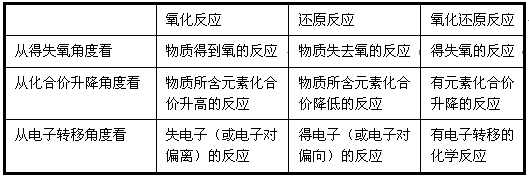 氧化反应 还原反应 氧化还原反应
从得失氧角度看 物质得到氧的反应 物质失去氧的反应 得失氧的反应
从化合价升降角度看 物质所含元素化合 物质所含元素化合 有元素化合价
价升高的反应 价降低的反应 升降的反应
从电子转移角度看 失电子（或电子对 得电子（或电子对 有电子转移的
偏离）的反应 偏向）的反应 化学反应